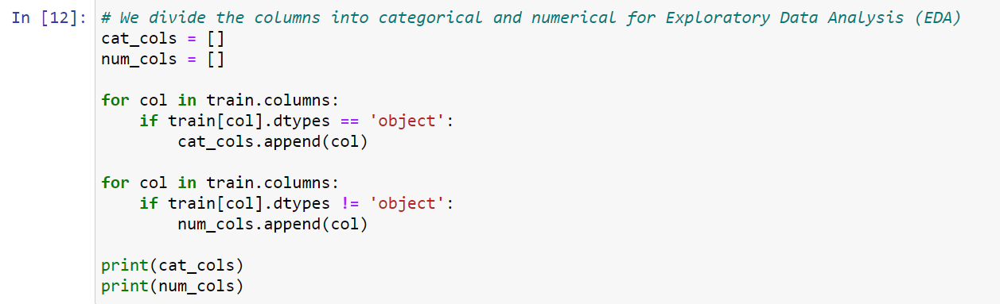 In [12]: # We divide the columns into categorical and numerical for Exploratory Data Analysis (EDA)
cat_cols = []
num_cols = []
for col in train.columns:
    if train[col].dtypes == 'object':
        cat_cols.append(col)
for col in train.columns:
    if train[col].dtypes != 'object':
        num_cols.append(col)
print(cat_cols)
print(num_cols)